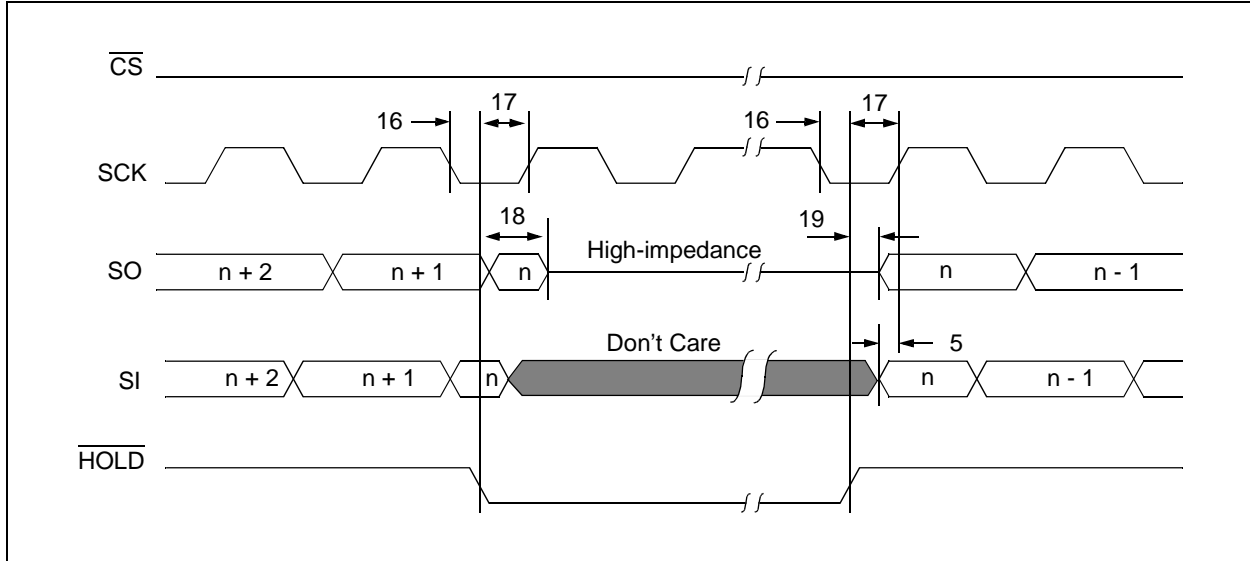 CS
17
17
16
16
SCK
18
19
High-impedance
SO
n + 2
n + 1
n
n
n - 1
Don't Care
5
SI
n + 2
n + 1
n
n
n - 1
HOLD